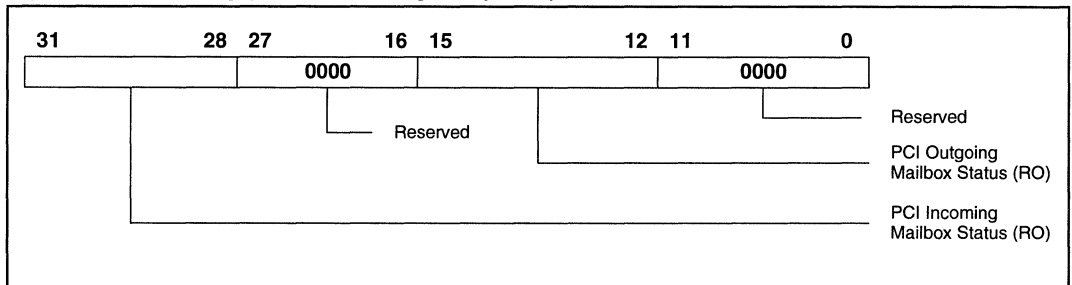 31 28 27 16 15 12 11 0
0000 0000
Reserved
Reserved
PCI Outgoing
Mailbox Status (RO)
PCI Incoming
Mailbox Status (RO)